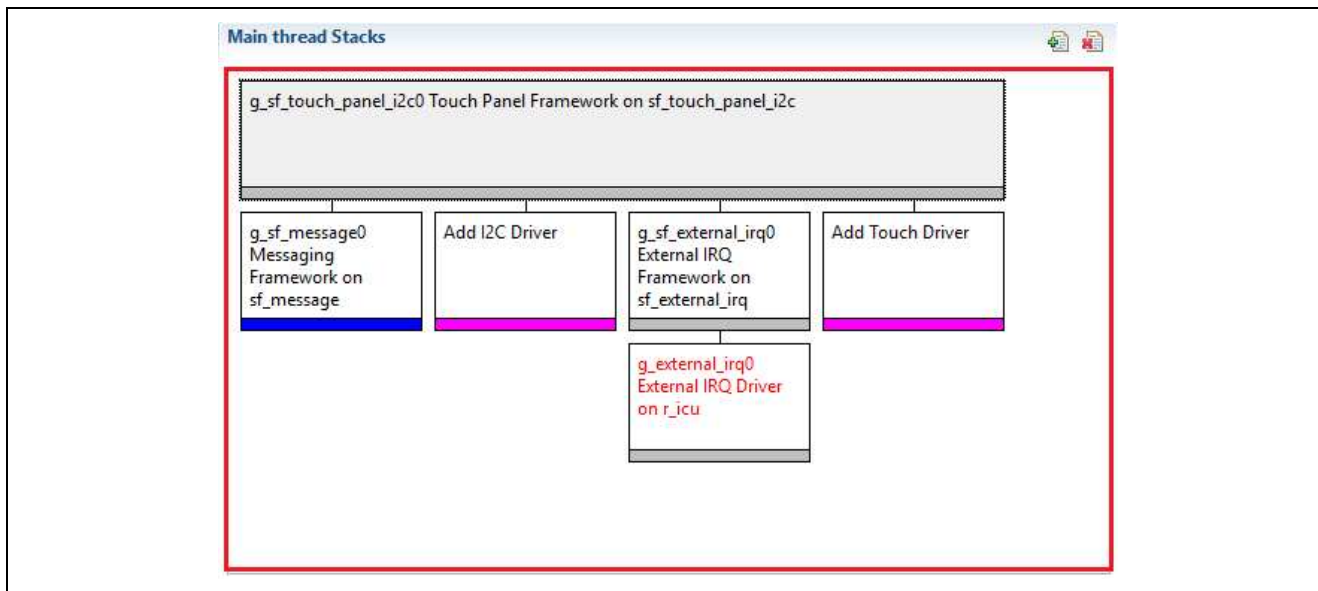 Main thread Stacks
g_sf_touch_panel_i2c0 Touch Panel Framework on sf_touch_panel_i2c
g_sf_message0
Messaging
Framework on
sf_message
Add I2C Driver
g_sf_external_irq0
External IRQ
Framework on
sf_external_irq
Add Touch Driver
g_external_irq0
External IRQ Driver
on r_icu